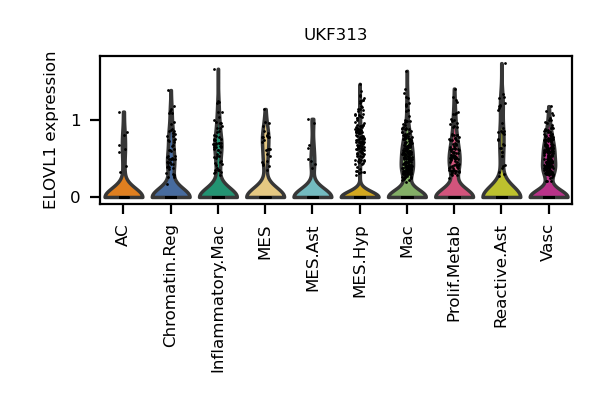 UKF313
ELOVL1 expression
1
0
AC
Chromatin.Reg
Inflammatory.Mac
MES
MES.Ast
MES.Hyp
Mac
Prolif.Metab
Reactive.Ast
Vasc